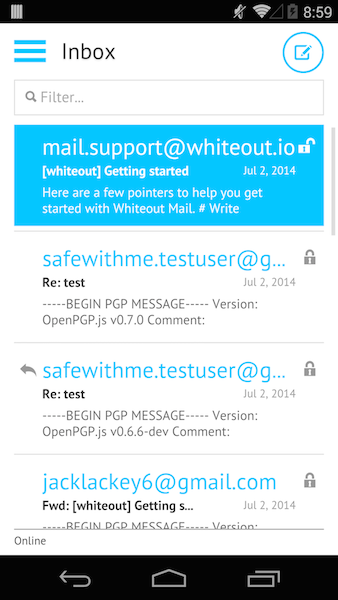 8:59
Inbox
Filter...
mail.support@whiteout.io
[whiteout] Getting started Jul 2, 2014
Here are a few pointers to help you get
started with Whiteout Mail. # Write
safewithme.testuser@g...
Re: test Jul 2, 2014
-----BEGIN PGP MESSAGE----- Version:
OpenPGP.js v0.7.0 Comment:
safewithme.testuser@g...
Re: test Jul 2, 2014
-----BEGIN PGP MESSAGE----- Version:
OpenPGP.js v0.6.6-dev Comment:
jacklackey6@gmail.com
Fwd: [whiteout] Getting s... Jul 2, 2014
-----BEGIN PGP MESSAGE----- Version:
Online